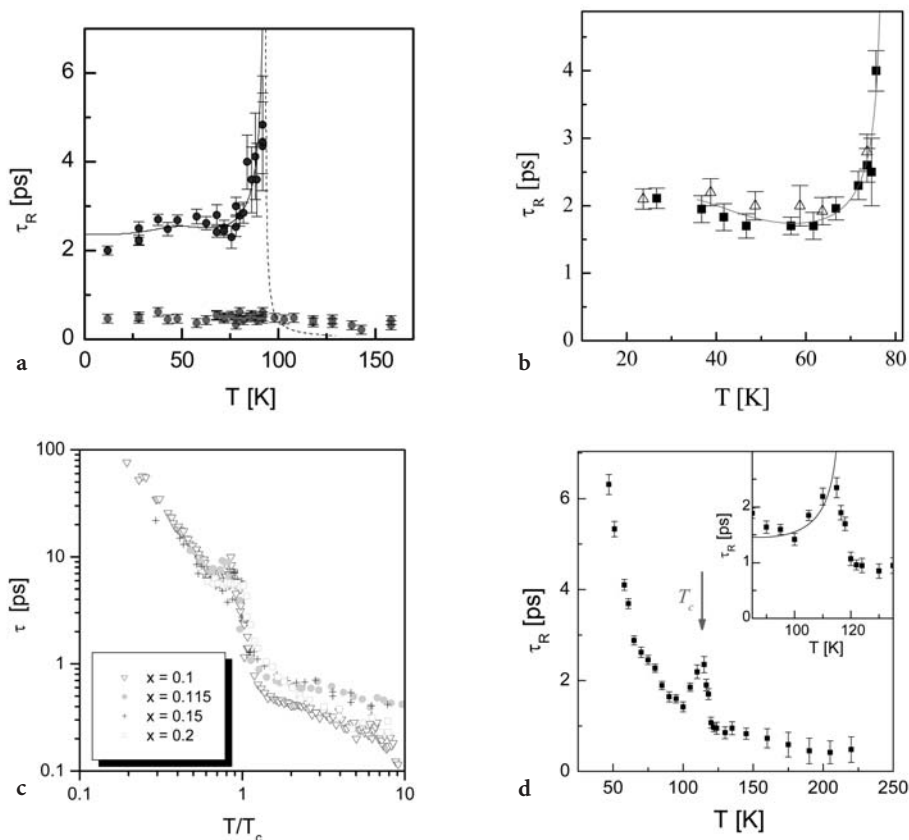 6
4
2
0
τR [ps]
0 50 100 150
T [K]
a
4
3
2
1
0
τR [ps]
20 40 60 80
T [K]
b
100
10
1
0.1
τ [ps]
x = 0.1
x = 0.115
x = 0.15
x = 0.2
0.1 1 10
T/Tc
c
6
4
2
0
τR [ps]
Tc
2
1
0
τR [ps]
100 120
T [K]
50 100 150 200 250
T [K]
d